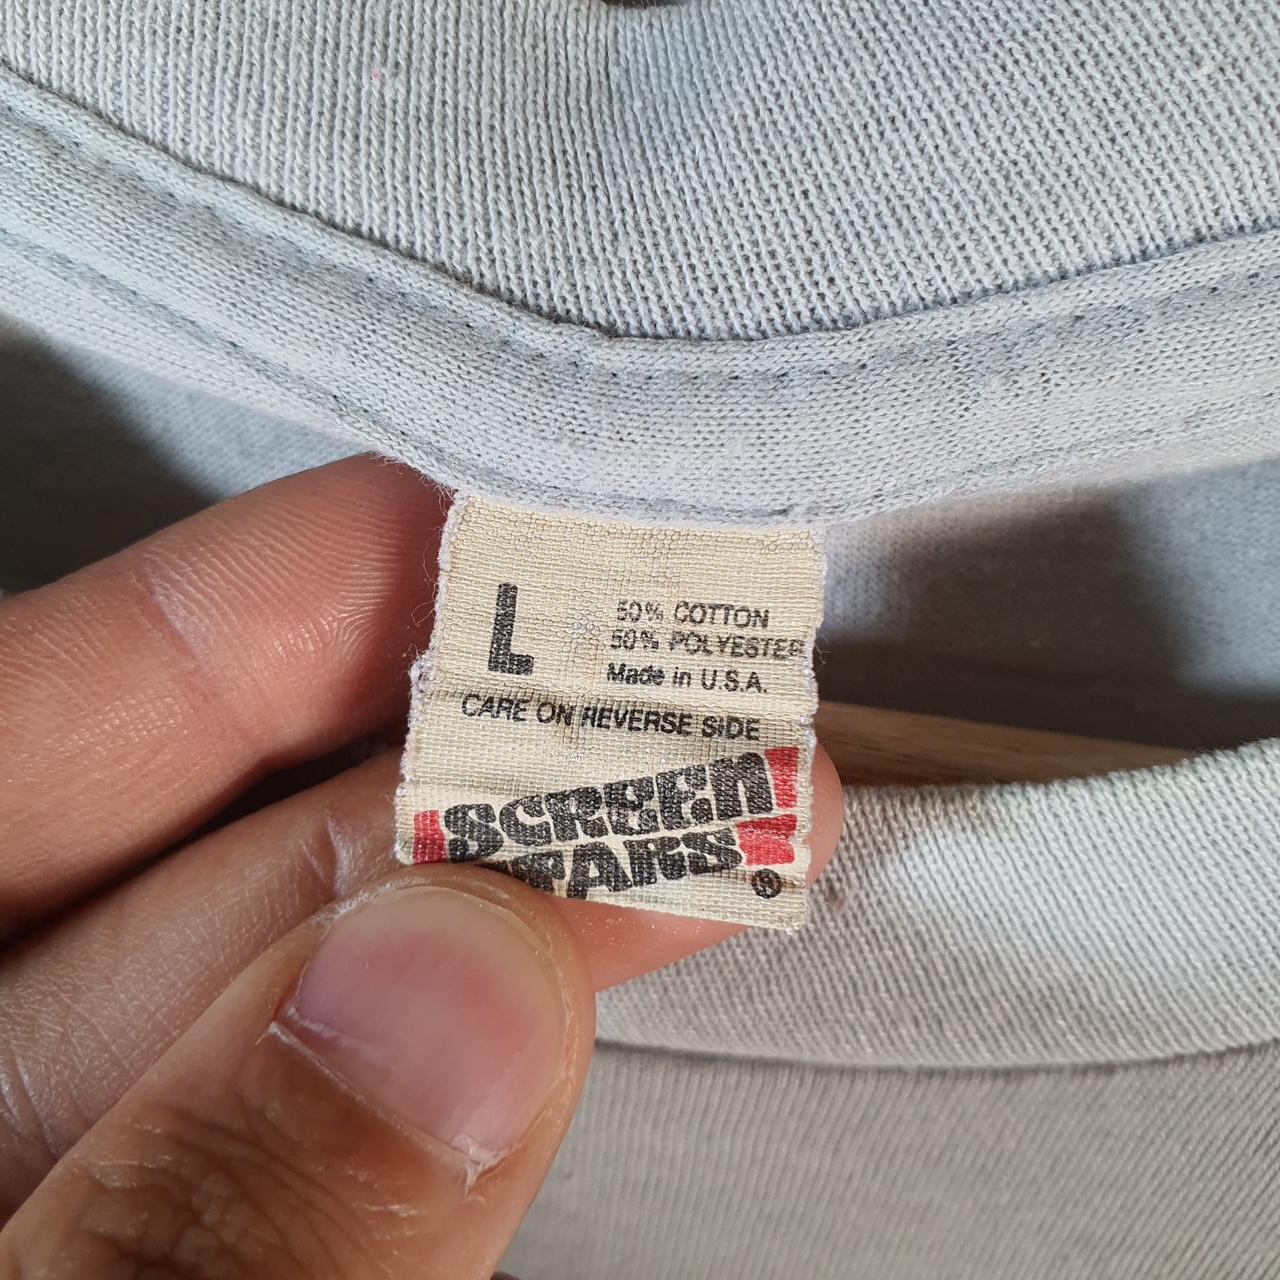 L
50% COTTON
50% POLYESTER
Made in U.S.A.
CARE ON REVERSE SIDE
SCREEN
STARS
®